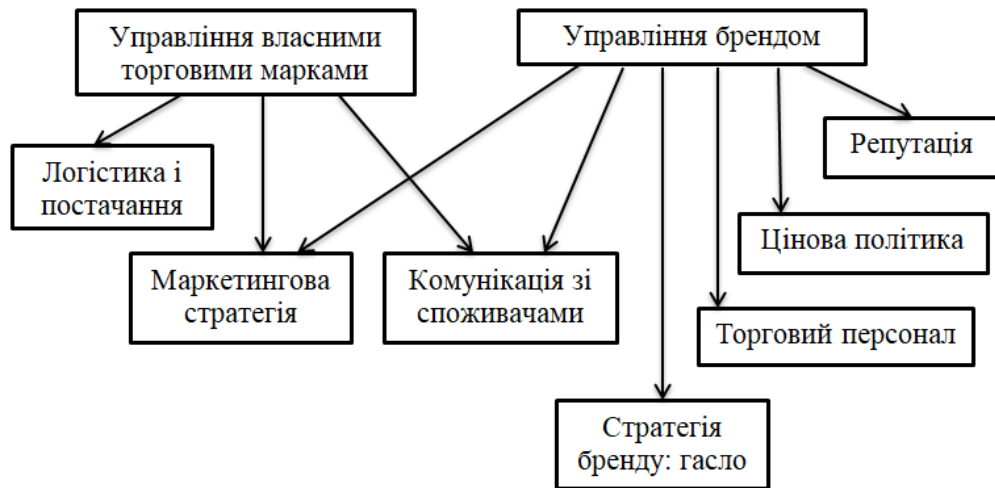 Управління власними
торговими марками
Управління брендом
Логістика і
постачання
Репутація
Цінова політика
Маркетингова
стратегія
Комунікація зі
споживачами
Торговий персонал
Стратегія
бренду: гасло